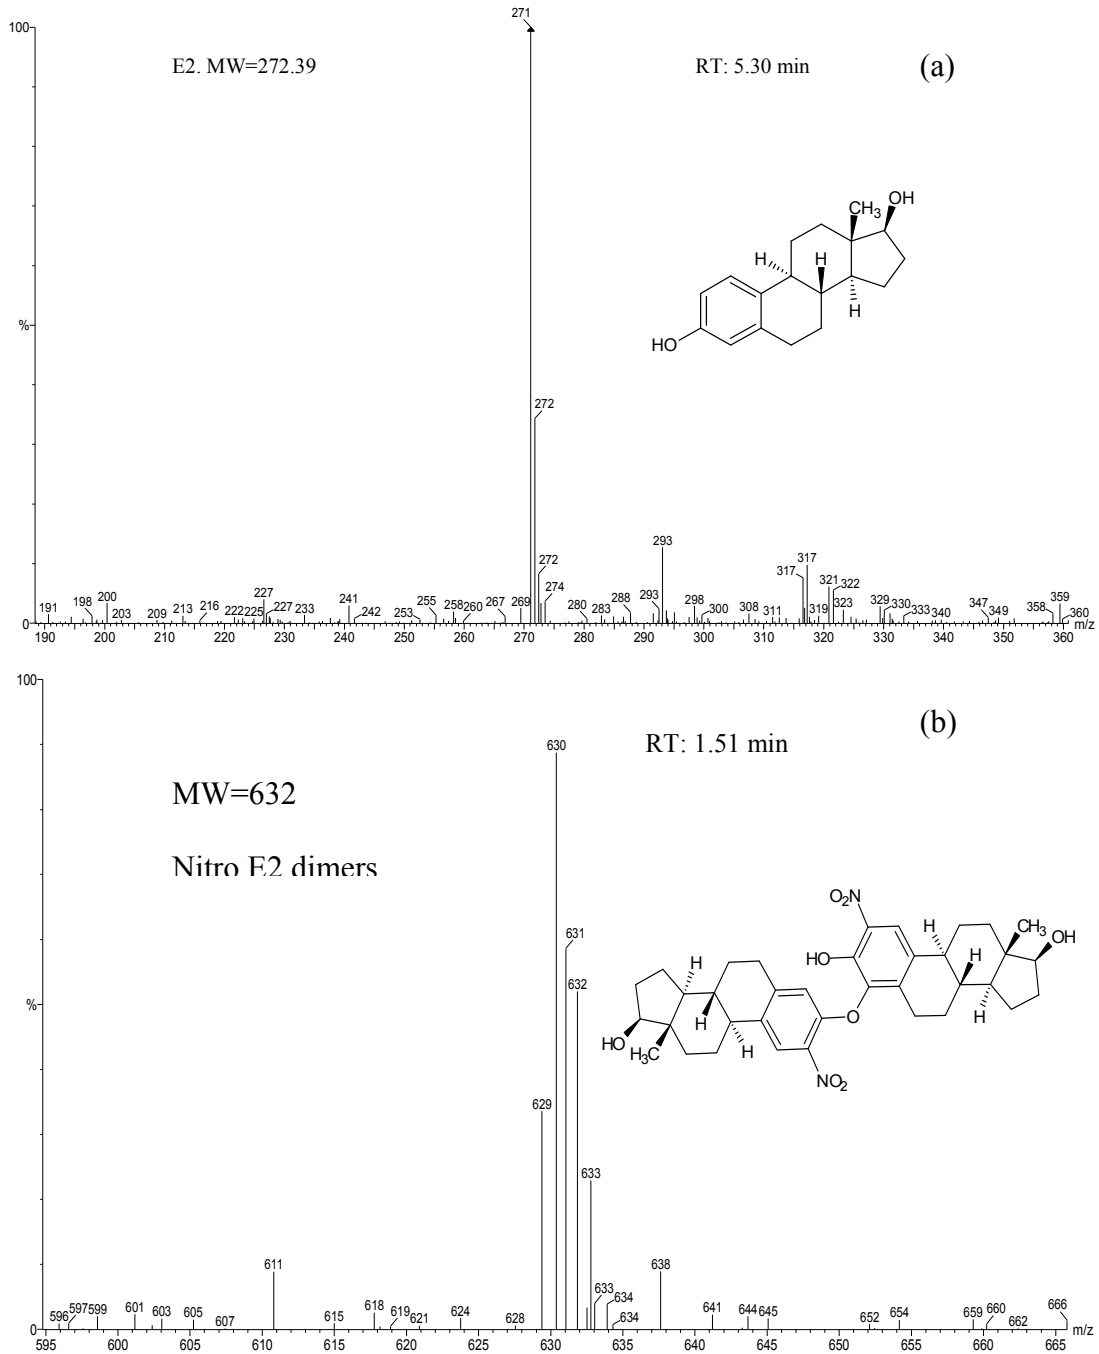 271
100
E2. MW=272.39
RT: 5.30 min
(a)
OH
CH3
H
H
H
HO
%
272
272
274
293
293
317
317
321
322
359
191
198
200
203
209
213
216
222
225
227
227
233
241
242
253
255
258
260
267
269
280
283
288
298
300
308
311
319
323
329
330
333
340
347
349
358
360
0
190 200 210 220 230 240 250 260 270 280 290 300 310 320 330 340 350 360 m/z
100
(b)
RT: 1.51 min
630
MW=632
Nitro E2 dimers
O2N
H
CH3
OH
HO
H
H
H
O
H
H
HO
H3C
NO2
%
631
632
629
633
633
634
634
638
611
596
597
599
601
603
605
607
615
618
619
621
624
628
641
644
645
652
654
659
660
662
666
0
595 600 605 610 615 620 625 630 635 640 645 650 655 660 665 m/z